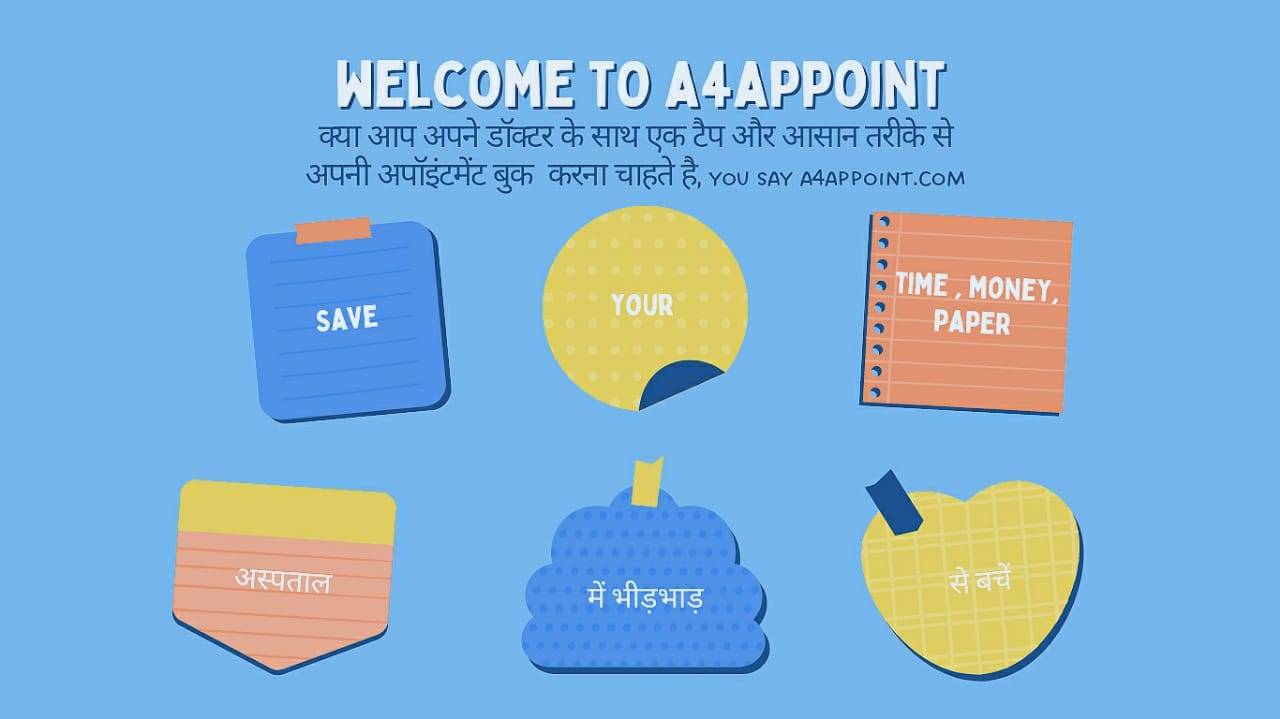 WELCOME TO A4APPOINT
क्या आप अपने डॉक्टर के साथ एक टैप और आसान तरीके से
अपनी अपॉइंटमेंट बुक करना चाहते है, YOU SAY A4APPOINT.COM
SAVE
YOUR
TIME , MONEY,
PAPER
अस्पताल
में भीड़भाड़
से बचें